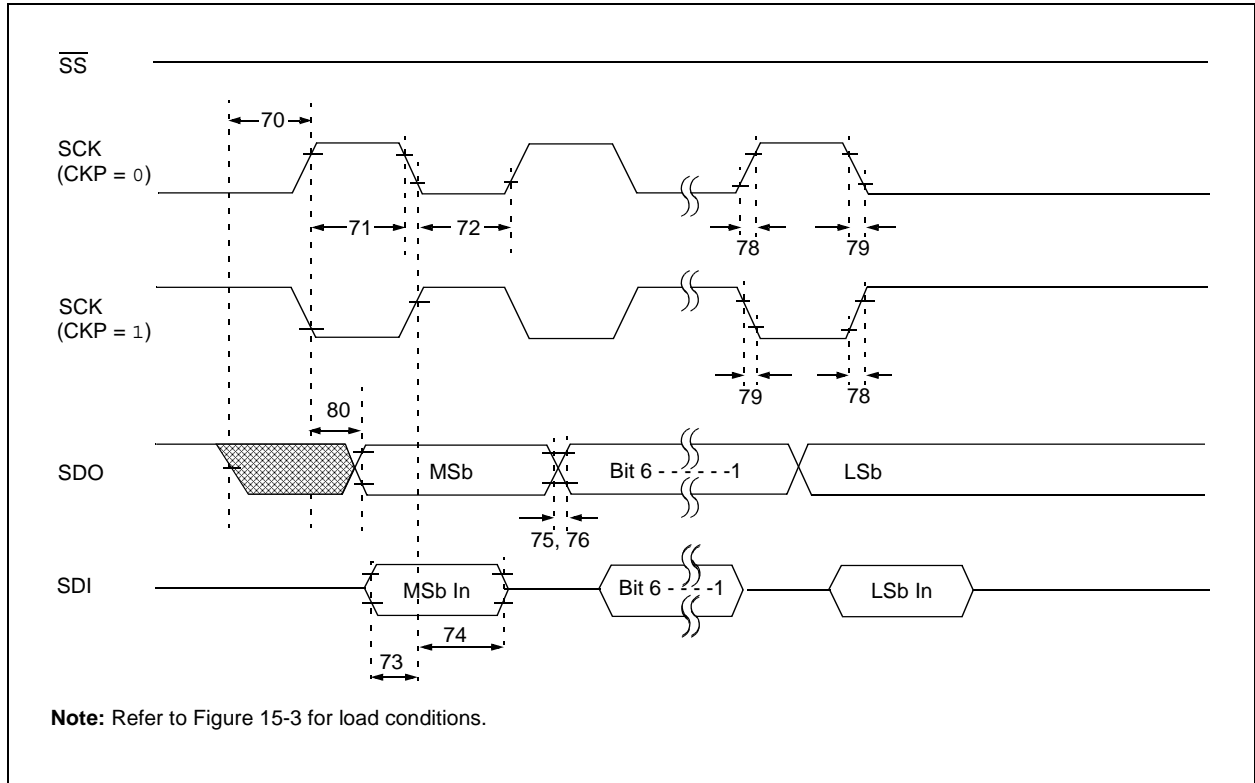 SS
70
SCK
(CKP = 0)
71
72
78
79
SCK
(CKP = 1)
79
78
80
SDO
MSb
Bit 6 - - - - - -1
LSb
75, 76
SDI
MSb In
Bit 6 - - - -1
LSb In
74
73
Note: Refer to Figure 15-3 for load conditions.